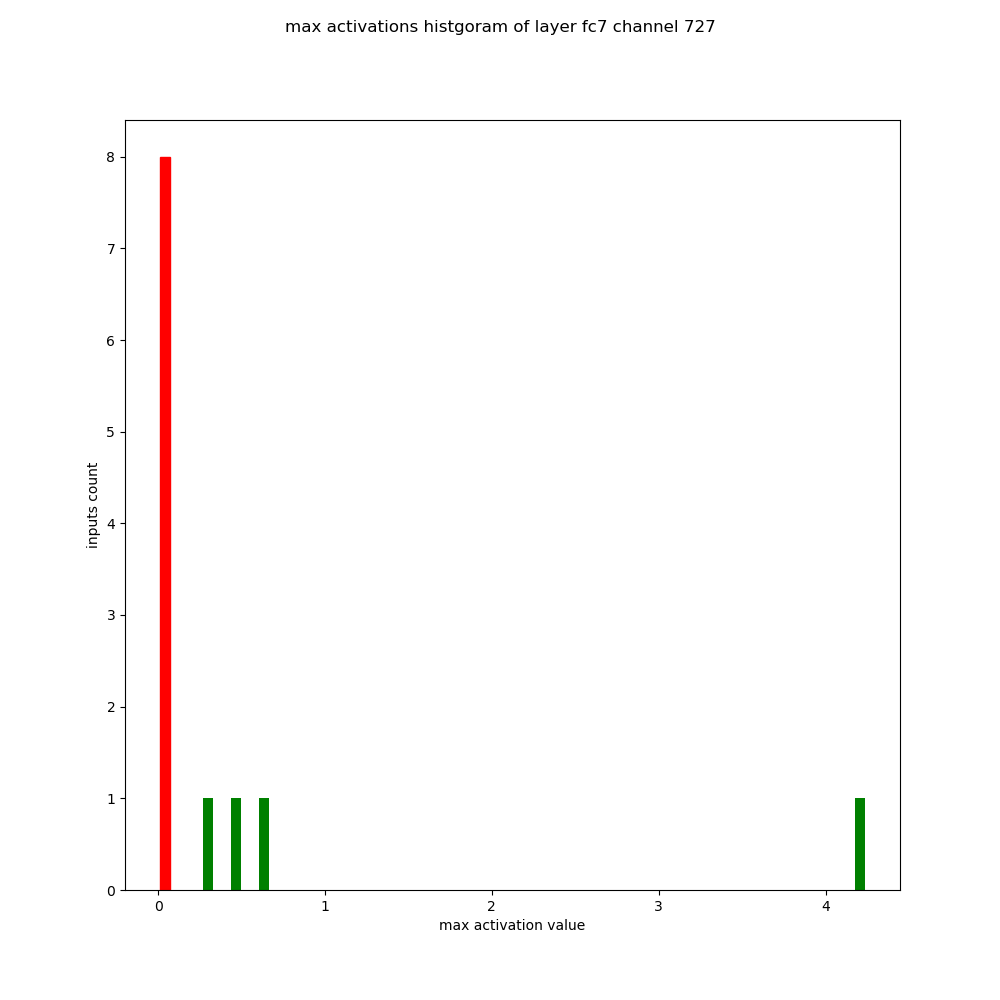 max activations histgoram of layer fc7 channel 727
8
7
6
5
4
3
2
1
0
inputs count
0 1 2 3 4
max activation value